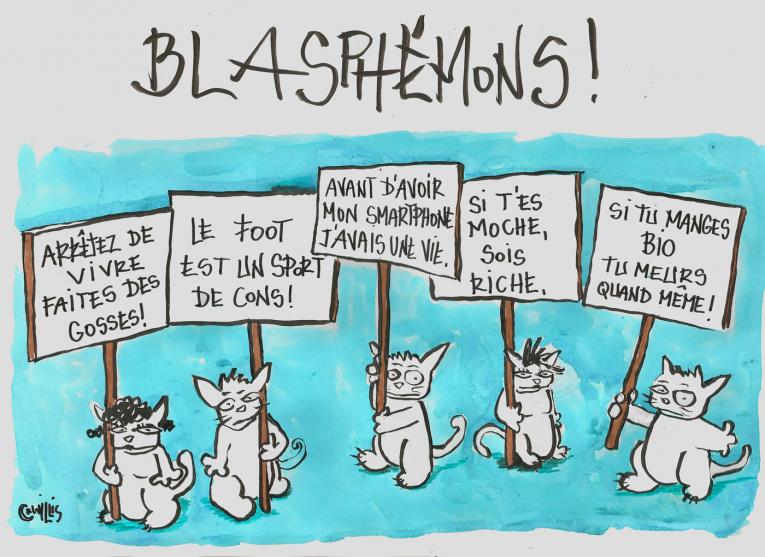 BLASPHÉMONS!
ARRÊTEZ DE
VIVRE
FAITES DES
GOSSES!
LE FOOT
EST UN SPORT
DE CONS!
AVANT D'AVOIR
MON SMARTPHONE
J'AVAIS UNE VIE.
SI T'ES
MOCHE,
SOIS
RICHE.
SI TU MANGES
BIO
TU MEURS
QUAND MÊME!